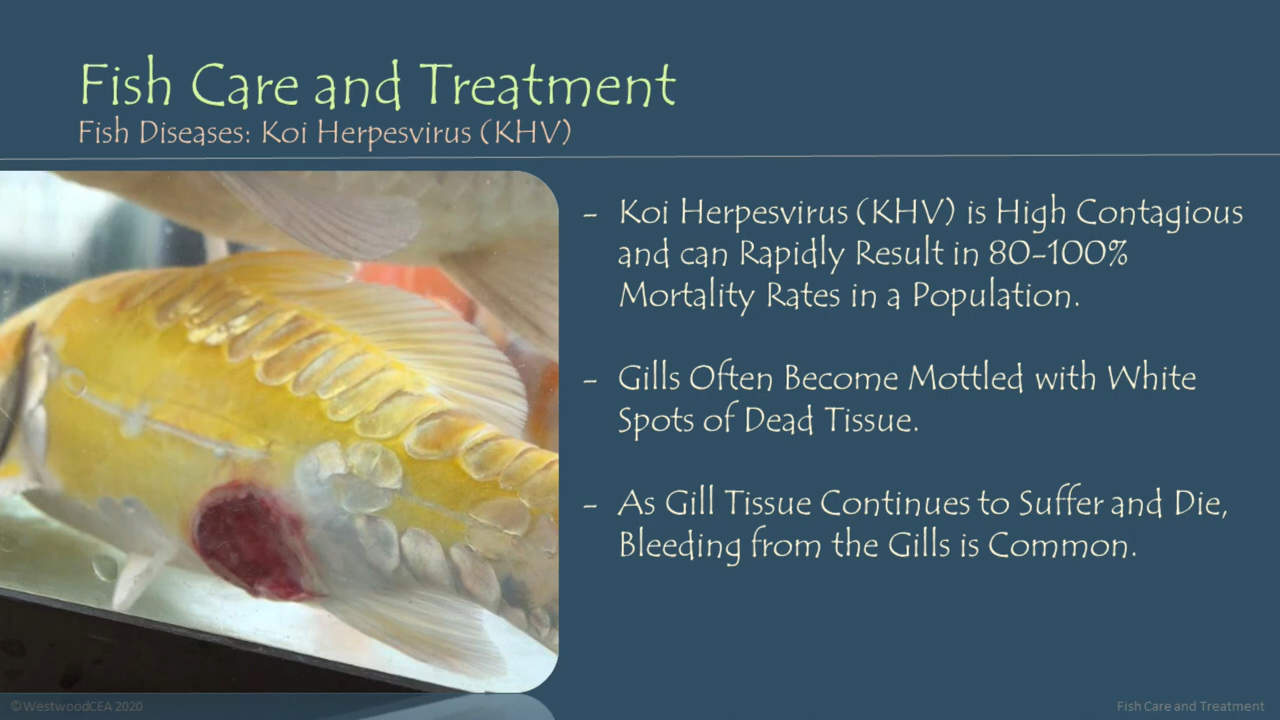 Fish Care and Treatment
Fish Diseases: Koi Herpesvirus (KHV)
- Koi Herpesvirus (KHV) is High Contagious
and can Rapidly Result in 80-100%
Mortality Rates in a Population.
- Gills Often Become Mottled with White
Spots of Dead Tissue.
- As Gill Tissue Continues to Suffer and Die,
Bleeding from the Gills is Common.
©WestwoodCEA 2020
Fish Care and Treatment